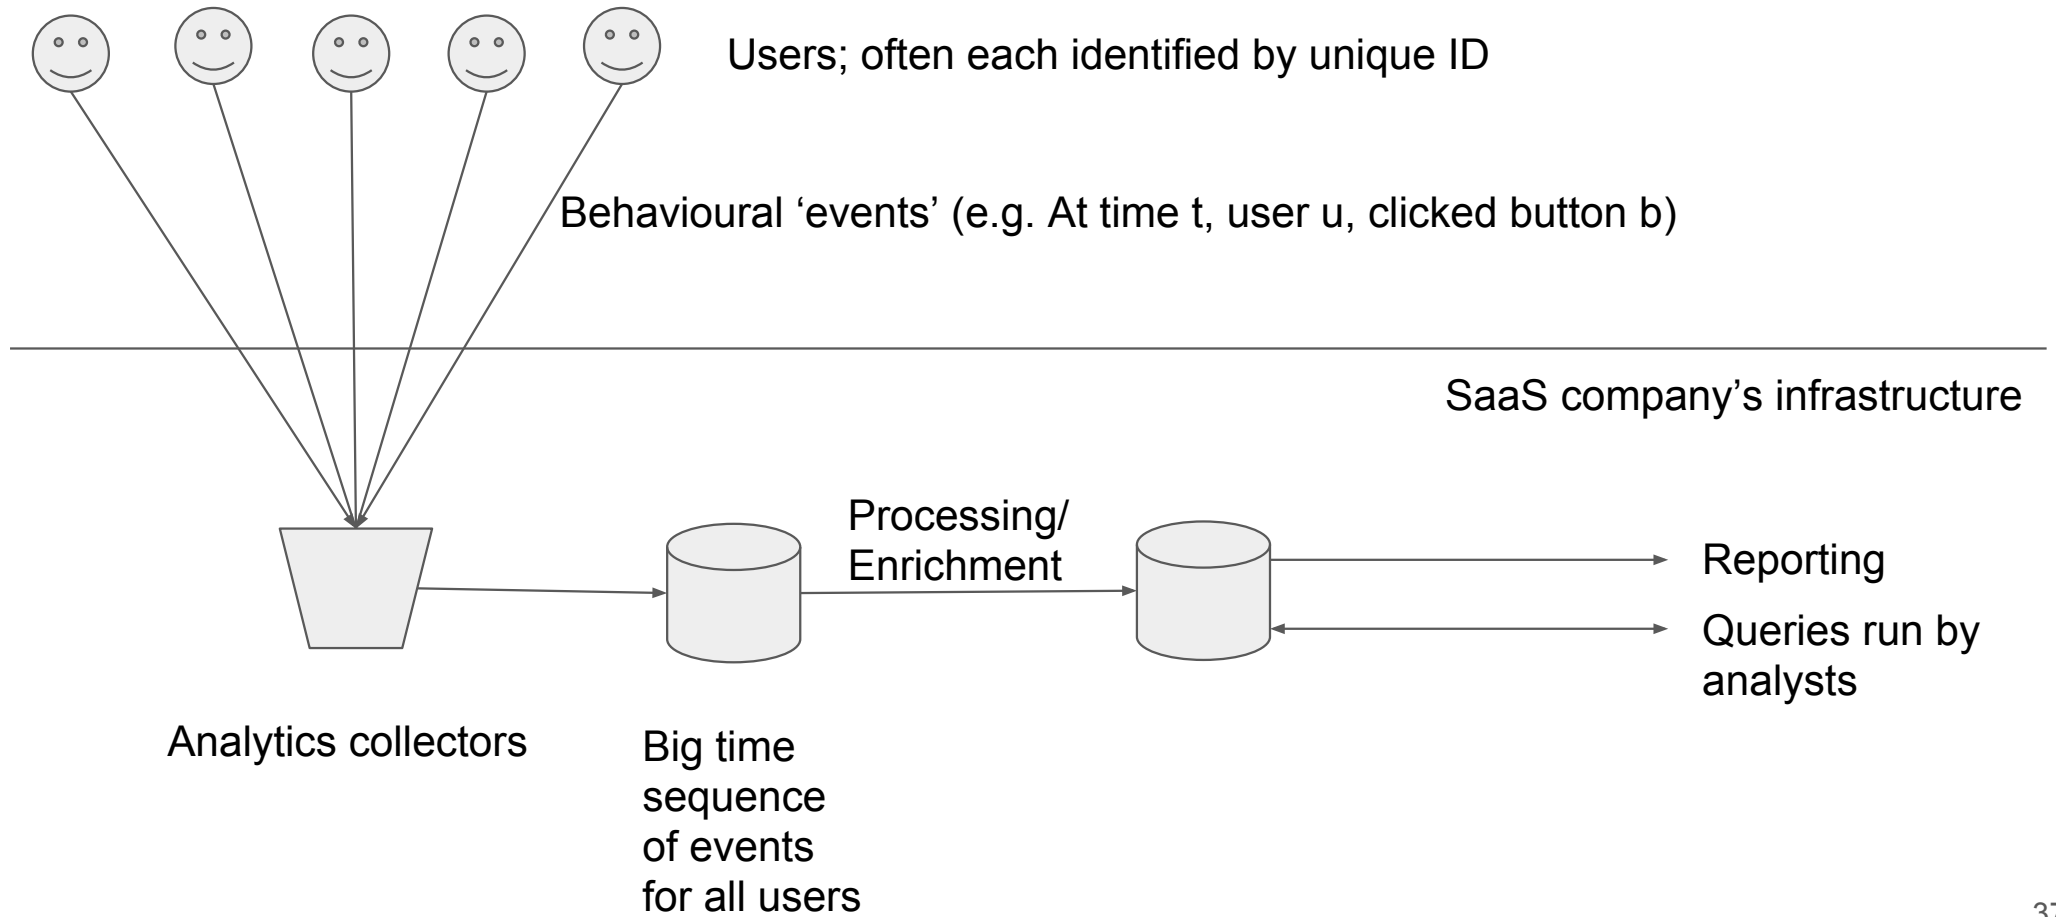 Users; often each identified by unique ID
Behavioural ‘events’ (e.g. At time t, user u, clicked button b)
SaaS company’s infrastructure
Processing/
Enrichment
Reporting
Queries run by
analysts
Analytics collectors
Big time
sequence
of events
for all users
37